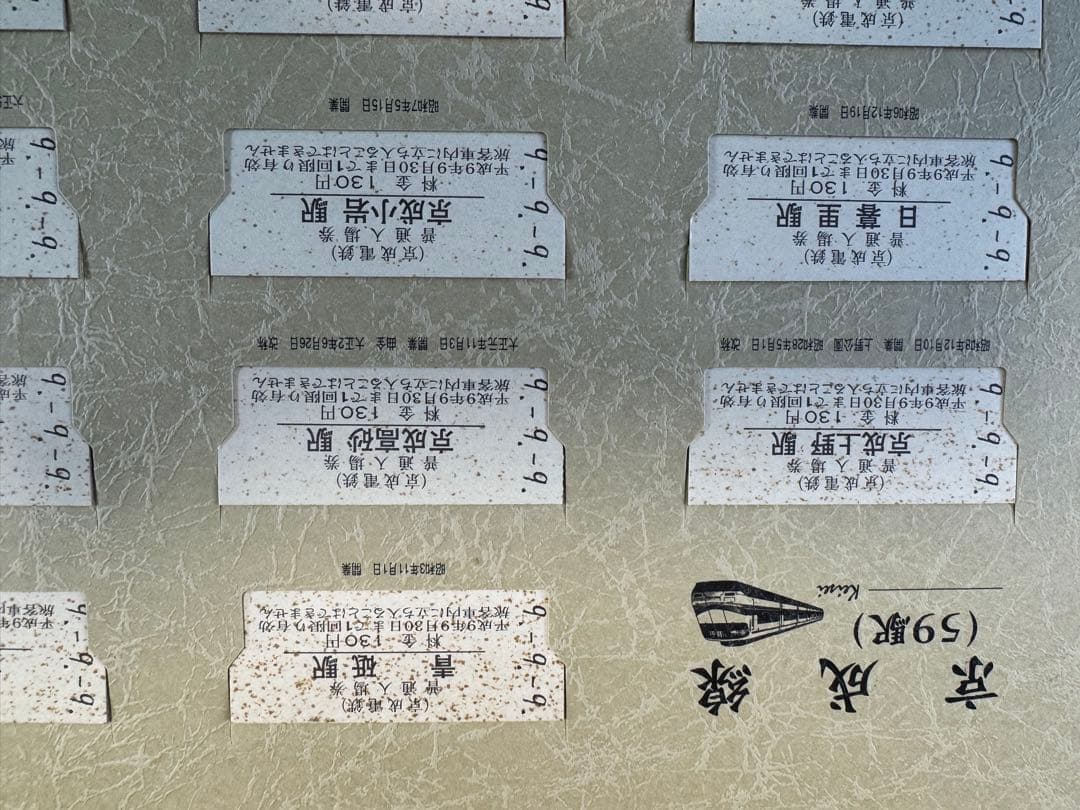 京成線
(59駅)
Keisei
(京成電鉄)
普通入場券
青砥駅
料金 130円
平成9年9月30日まで1回限り有効
旅客車内に立ち入ることはできません
9.-9.-9.
昭和3年11月1日 開業
(京成電鉄)
普通入場券
京成上野駅
料金 130円
平成9年9月30日まで1回限り有効
旅客車内に立ち入ることはできません
9.-9.-9.
昭和8年12月10日 開業 上野公園 昭和28年5月1日 改称
(京成電鉄)
普通入場券
京成高砂駅
料金 130円
平成9年9月30日まで1回限り有効
旅客車内に立ち入ることはできません
9.-9.-9.
大正元年11月3日 開業 曲金 大正2年6月26日 改称
(京成電鉄)
普通入場券
日暮里駅
料金 130円
平成9年9月30日まで1回限り有効
旅客車内に立ち入ることはできません
9.-9.-9.
昭和6年12月19日 開業
(京成電鉄)
普通入場券
京成小岩駅
料金 130円
平成9年9月30日まで1回限り有効
旅客車内に立ち入ることはできません
9.-9.-9.
昭和7年5月15日 開業
(京成電鉄)
(京成電鉄)